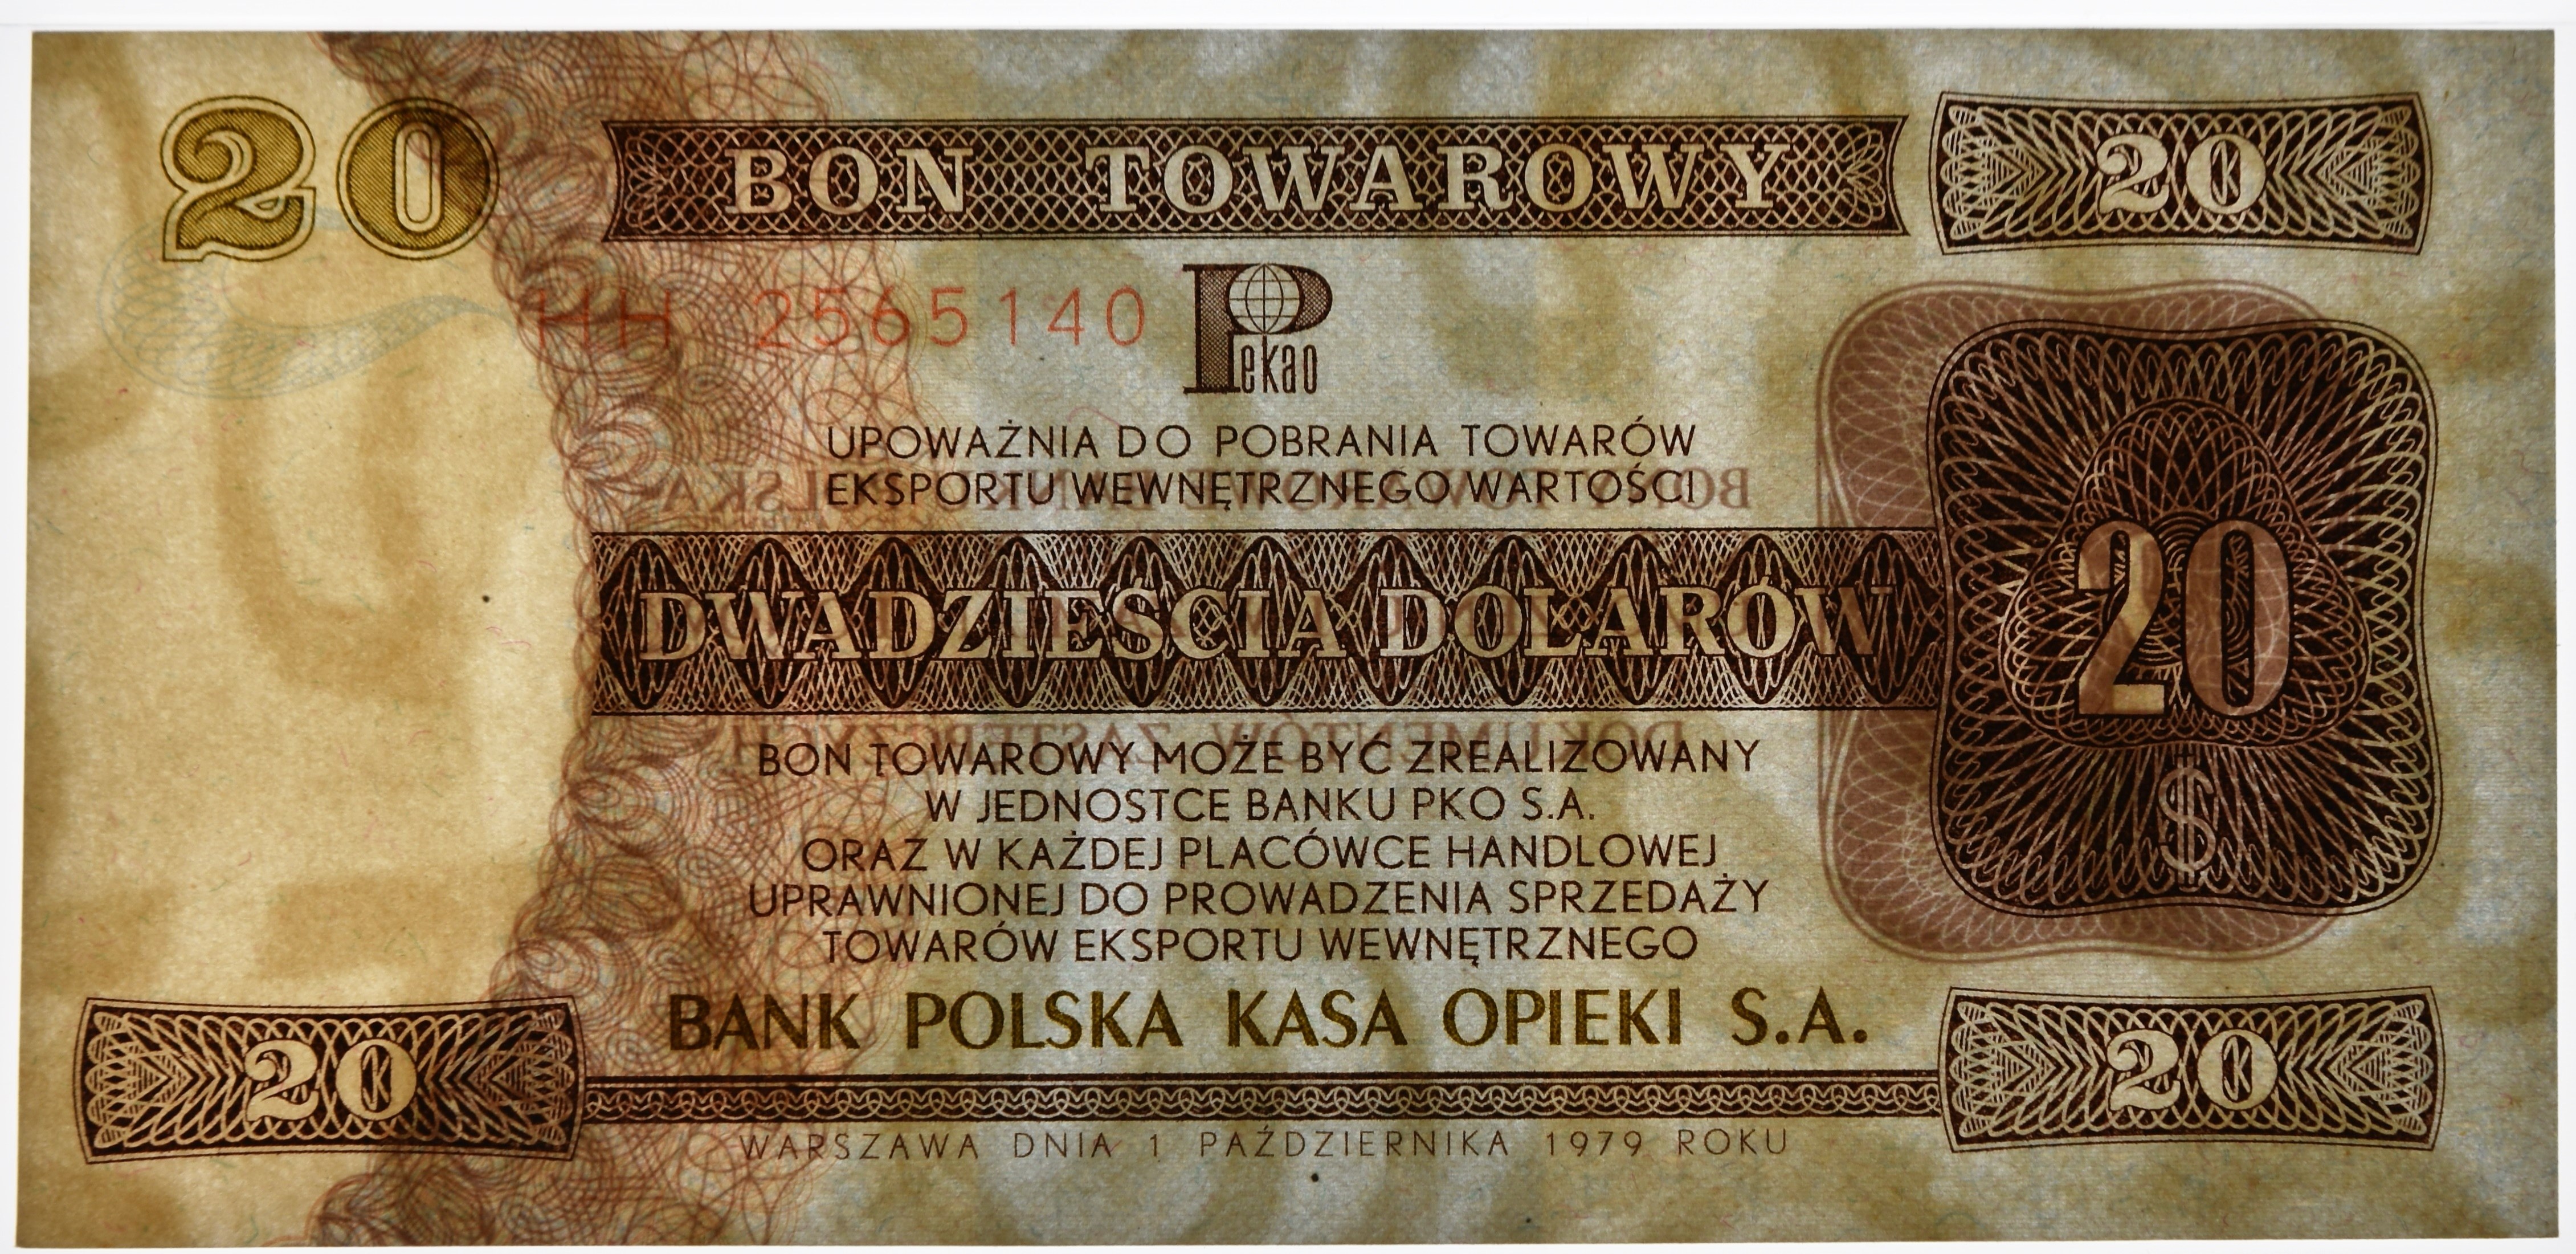 20
BON TOWAROWY
20
HH 2565140
Pekao
UPOWAŻNIA DO POBRANIA TOWARÓW
EKSPORTU WEWNĘTRZNEGO WARTOŚCI
DWADZIEŚCIA DOLARÓW
20
$
BON TOWAROWY MOŻE BYĆ ZREALIZOWANY
W JEDNOSTCE BANKU PKO S.A.
ORAZ W KAŻDEJ PLACÓWCE HANDLOWEJ
UPRAWNIONEJ DO PROWADZENIA SPRZEDAŻY
TOWARÓW EKSPORTU WEWNĘTRZNEGO
BANK POLSKA KASA OPIEKI S.A.
20
20
WARSZAWA DNIA 1 PAŹDZIERNIKA 1979 ROKU